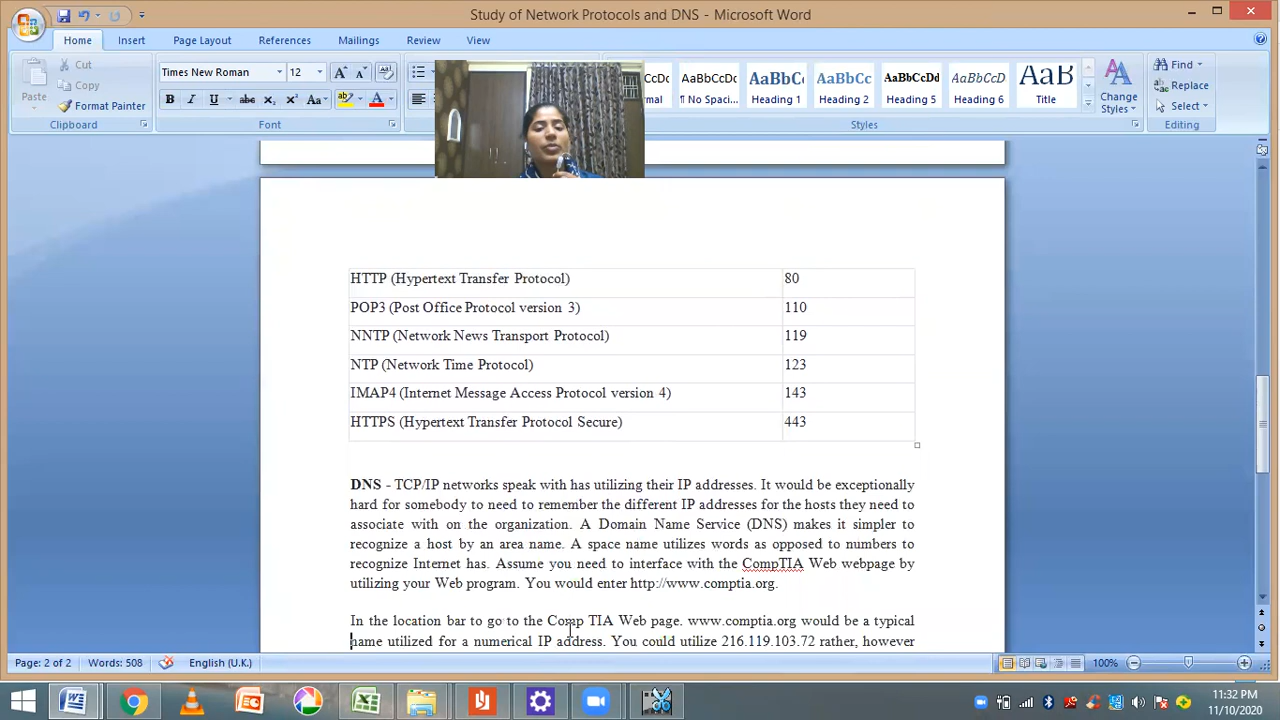 Study of Network Protocols and DNS - Microsoft Word
Home Insert Page Layout References Mailings Review View
Paste
Cut
Copy
Format Painter
Clipboard
Times New Roman 12
B I U abc X₂ X² Aa A
Font
AaBbCcDc AaBbCcDc AaBbCc AaBbCc AaBbCcDd AaBbCcD AaB
¶ No Spaci... Heading 1 Heading 2 Heading 5 Heading 6 Title
Change Styles
Styles
Find
Replace
Select
Editing
HTTP (Hypertext Transfer Protocol) 80
POP3 (Post Office Protocol version 3) 110
NNTP (Network News Transport Protocol) 119
NTP (Network Time Protocol) 123
IMAP4 (Internet Message Access Protocol version 4) 143
HTTPS (Hypertext Transfer Protocol Secure) 443
DNS - TCP/IP networks speak with has utilizing their IP addresses. It would be exceptionally
hard for somebody to need to remember the different IP addresses for the hosts they need to
associate with on the organization. A Domain Name Service (DNS) makes it simpler to
recognize a host by an area name. A space name utilizes words as opposed to numbers to
recognize Internet has. Assume you need to interface with the CompTIA Web webpage by
utilizing your Web program. You would enter http://www.comptia.org.
In the location bar to go to the Comp TIA Web page. www.comptia.org would be a typical
name utilized for a numerical IP address. You could utilize 216.119.103.72 rather, however
Page: 2 of 2 Words: 508 English (U.K.) 100%
11:32 PM
11/10/2020